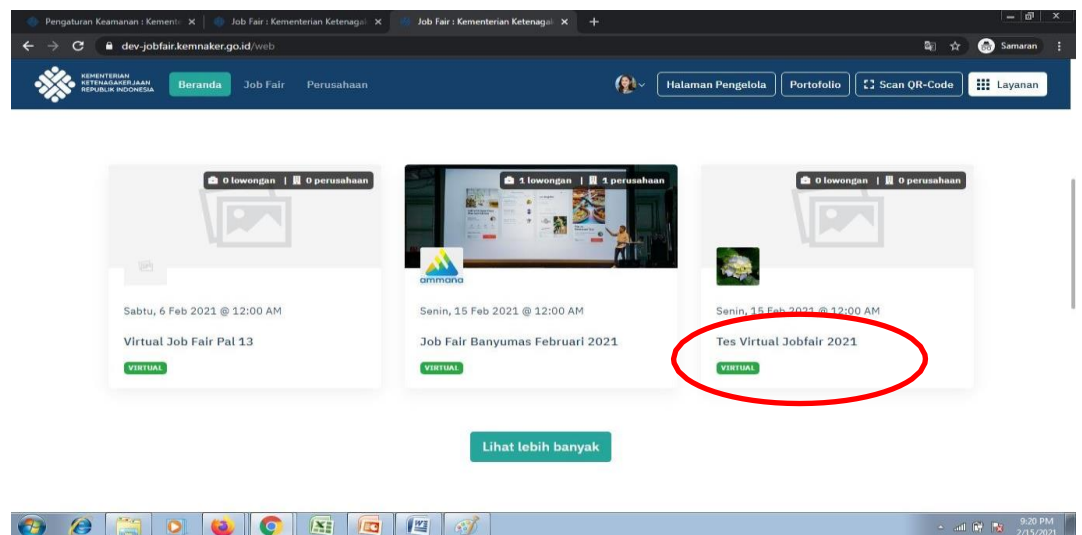 Pengaturan Keamanan : Kement
Job Fair : Kementerian Ketenagak
Job Fair : Kementerian Ketenagak
dev-jobfair.kemnaker.go.id/web
Samaran
KEMENTERIAN
KETENAGAKERJAAN
REPUBLIK INDONESIA
Beranda
Job Fair
Perusahaan
Halaman Pengelola
Portofolio
Scan QR-Code
Layanan
0 lowongan | 0 perusahaan
Sabtu, 6 Feb 2021 @ 12:00 AM
Virtual Job Fair Pal 13
VIRTUAL
1 lowongan | 1 perusahaan
ammana
Senin, 15 Feb 2021 @ 12:00 AM
Job Fair Banyumas Februari 2021
VIRTUAL
0 lowongan | 0 perusahaan
Senin, 15 Feb 2021 @ 12:00 AM
Tes Virtual Jobfair 2021
VIRTUAL
Lihat lebih banyak
9:20 PM
2/15/2021